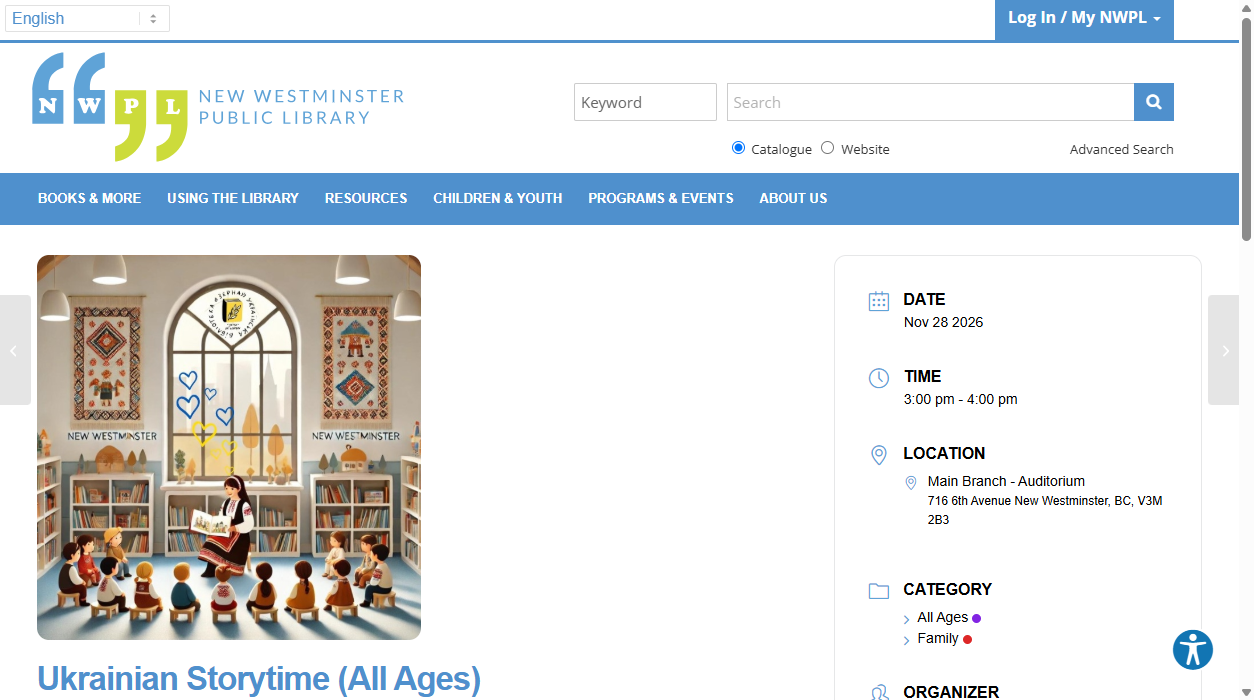 English
Log In / My NWPL
N W P L
NEW WESTMINSTER
PUBLIC LIBRARY
Keyword
Search
Catalogue
Website
Advanced Search
BOOKS & MORE
USING THE LIBRARY
RESOURCES
CHILDREN & YOUTH
PROGRAMS & EVENTS
ABOUT US
NEW WESTMINSTER
NEW WESTMINSTER
Ukrainian Storytime (All Ages)
DATE
Nov 28 2026
TIME
3:00 pm - 4:00 pm
LOCATION
Main Branch - Auditorium
716 6th Avenue New Westminster, BC, V3M
2B3
CATEGORY
All Ages
Family
ORGANIZER